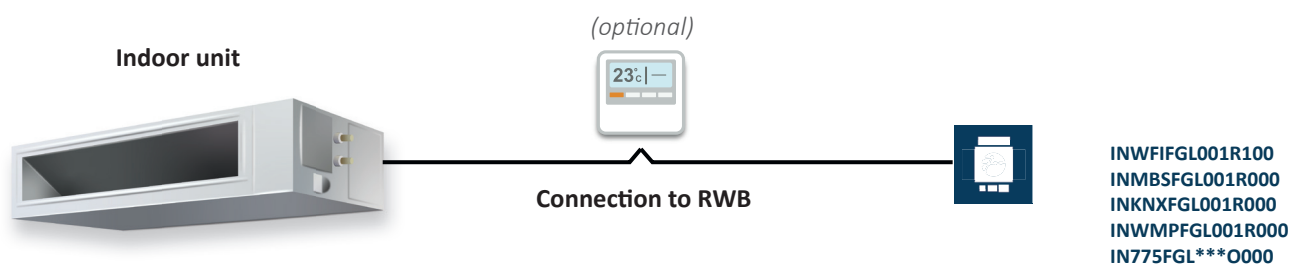 (optional)
Indoor unit
23°c
Connection to RWB
INWFIFGL001R100
INMBSFGL001R000
INKNXFGL001R000
INWMPFGL001R000
IN775FGL***O000